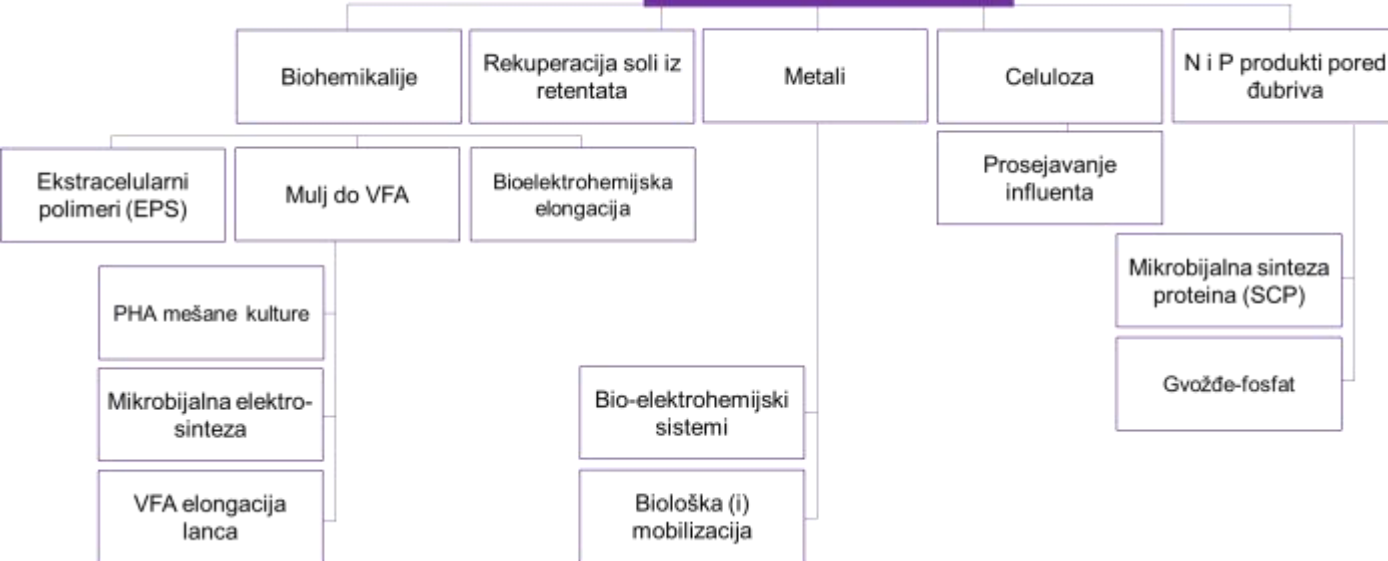 Biohemikalije
Rekuperacija soli iz
retentata
Metali
Celuloza
N i P produkti pored
đubriva
Ekstracelularni
polimeri (EPS)
Mulj do VFA
Bioelektrohemijska
elongacija
Prosejavanje
influenta
PHA mešane kulture
Mikrobijalna elektro-
sinteza
VFA elongacija
lanca
Bio-elektrohemijski
sistemi
Biološka (i)
mobilizacija
Mikrobijalna sinteza
proteina (SCP)
Gvožđe-fosfat